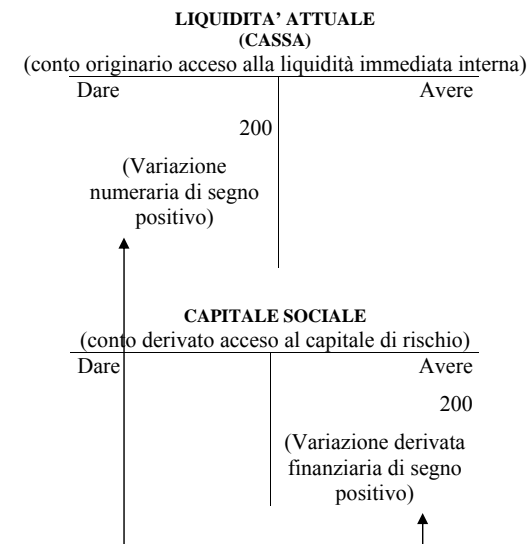 LIQUIDITA' ATTUALE
(CASSA)
(conto originario acceso alla liquidità immediata interna)
Dare Avere
200
(Variazione
numeraria di segno
positivo)
CAPITALE SOCIALE
(conto derivato acceso al capitale di rischio)
Dare Avere
200
(Variazione derivata
finanziaria di segno
positivo)